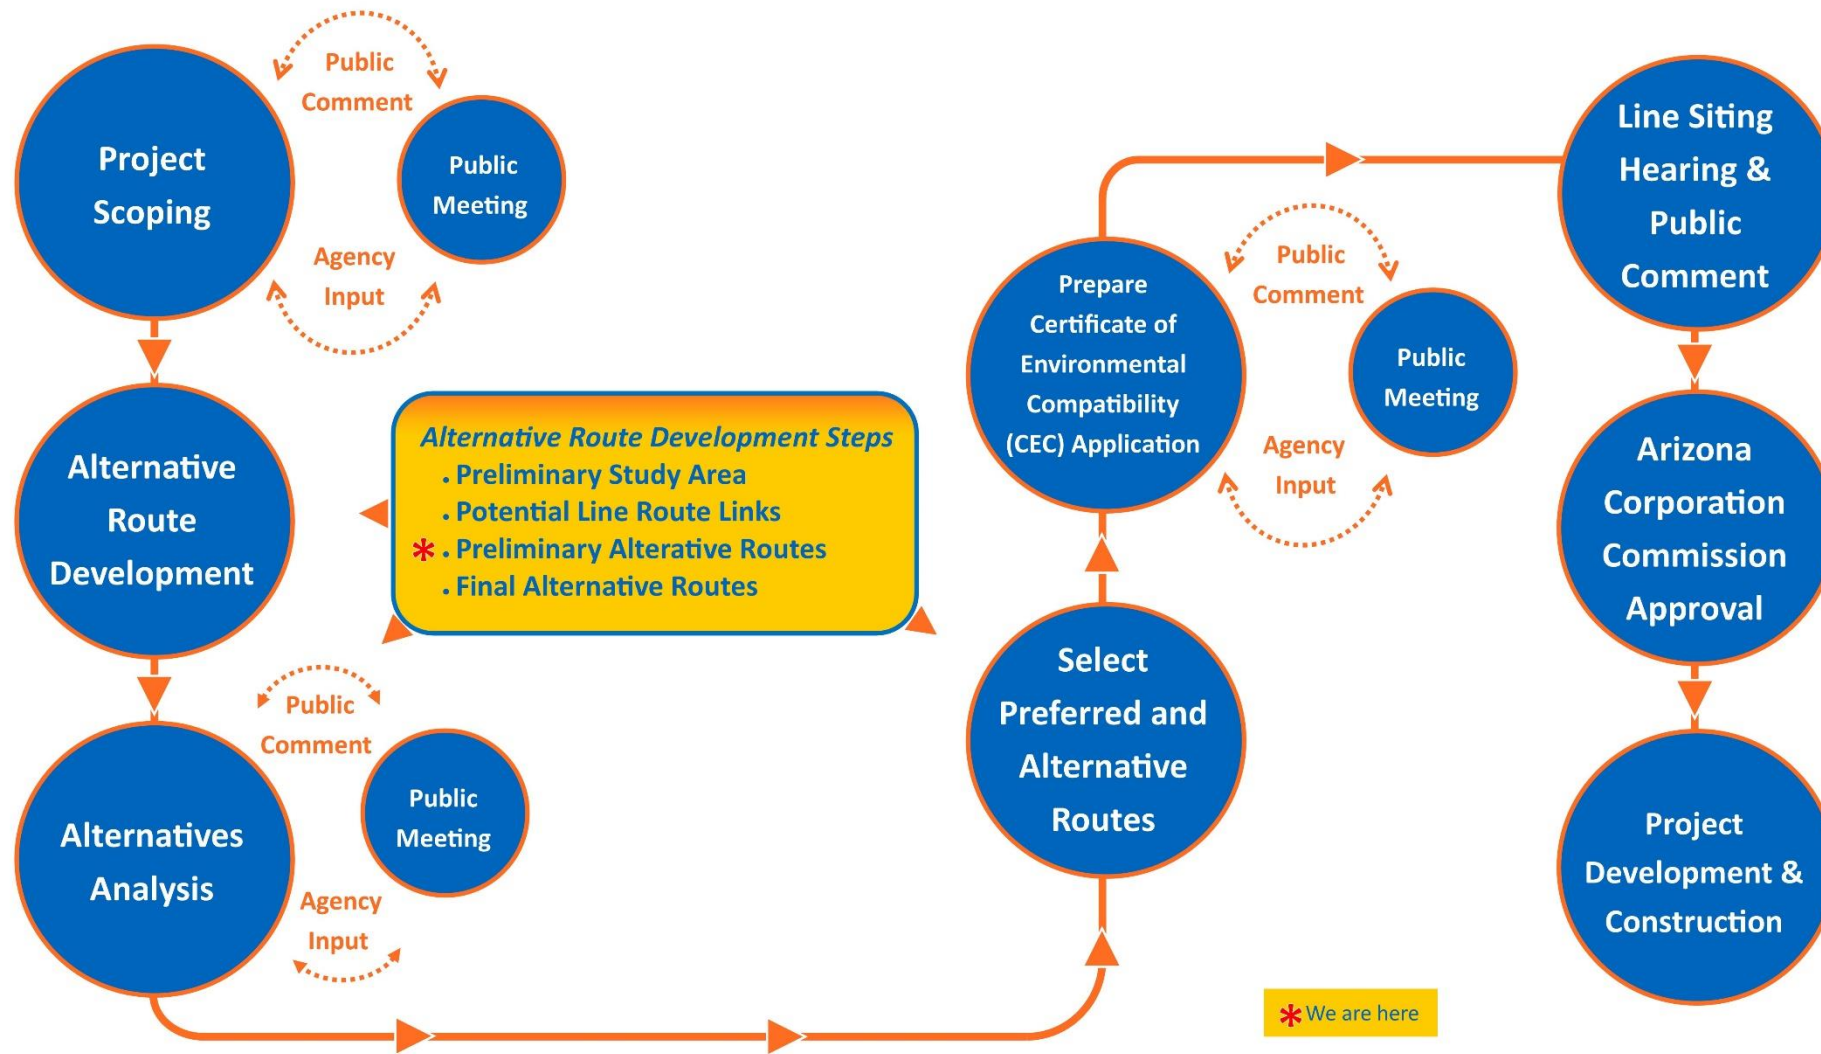 Project
Scoping
Public
Comment
Public
Meeting
Agency
Input
Alternative
Route
Development
Alternative Route Development Steps
• Preliminary Study Area
• Potential Line Route Links
* • Preliminary Alterative Routes
• Final Alternative Routes
Alternatives
Analysis
Public
Comment
Public
Meeting
Agency
Input
Select
Preferred and
Alternative
Routes
Prepare
Certificate of
Environmental
Compatibility
(CEC) Application
Public
Comment
Public
Meeting
Agency
Input
Line Siting
Hearing &
Public
Comment
Arizona
Corporation
Commission
Approval
Project
Development &
Construction
* We are here